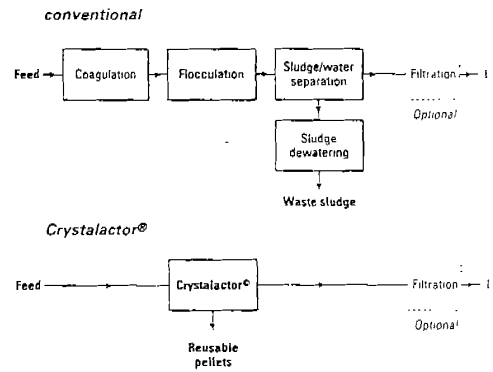 conventional
Feed
Coagulation
Flocculation
Sludge/water
separation
Filtration
Optional
Sludge
dewatering
Waste sludge
Crystalactor®
Feed
Crystalactor©
Filtration
Optional
Reusable
pellets